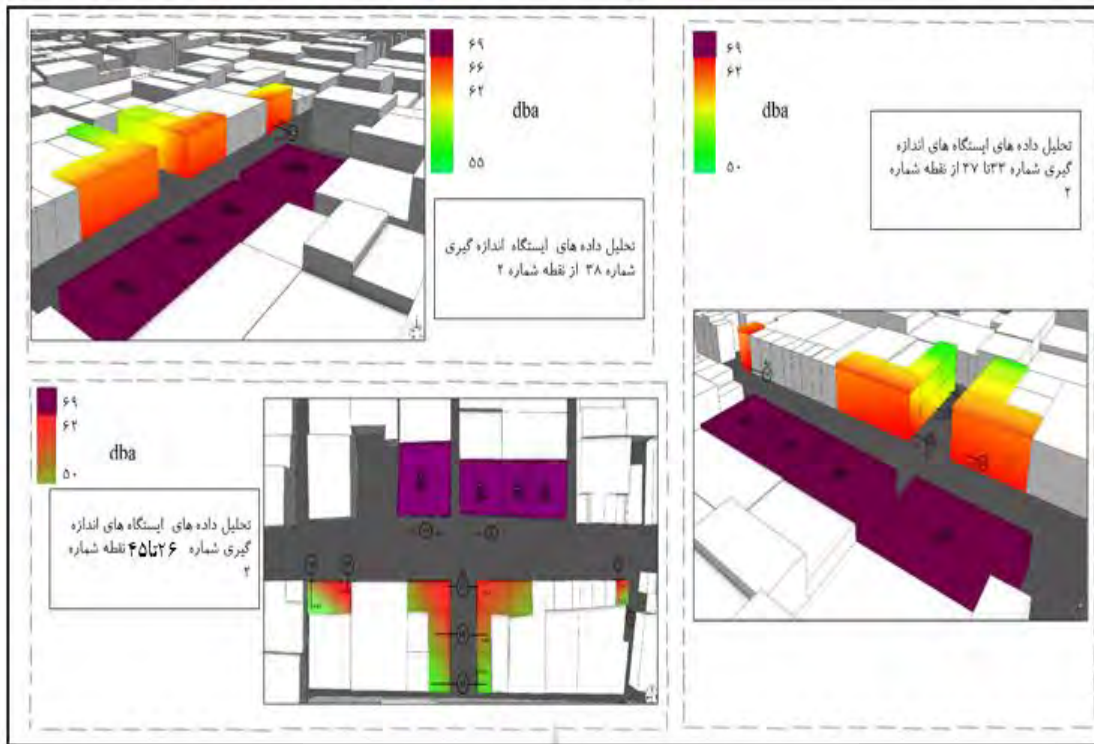 ۶۹
۶۶
۶۲
dba
۵۵
تحلیل داده های ایستگاه اندازه گیری
شماره ۳۸ از نقطه شماره ۲
۶۹
۶۲
dba
۵۰
تحلیل داده های ایستگاه های اندازه
گیری شماره ۳۳تا ۳۷ از نقطه شماره
۲
۶۹
۶۲
dba
۵۰
تحلیل داده های ایستگاه های اندازه
گیری شماره ۲۶تا۴۵ نقطه شماره
۲